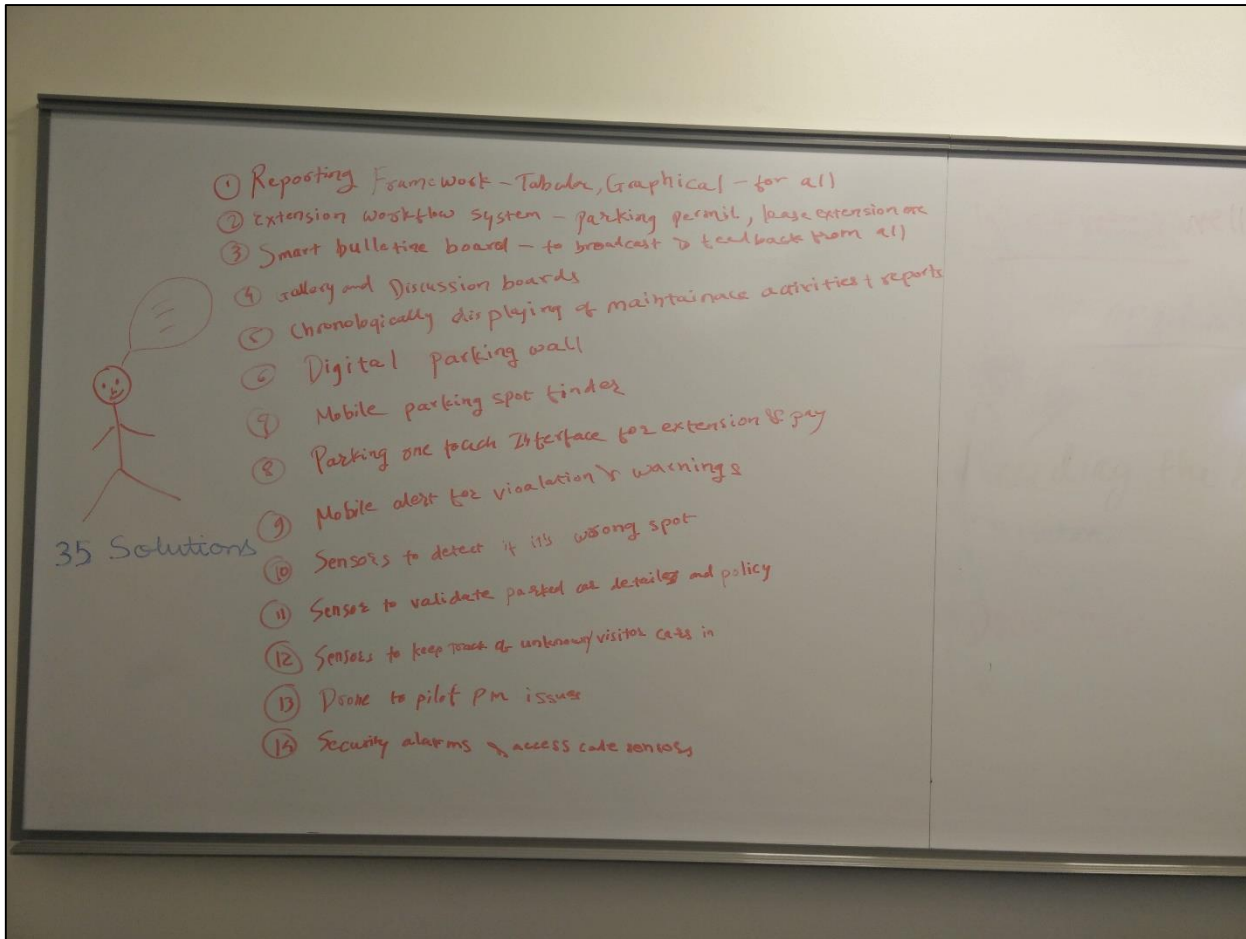 ① Reporting Framework - Tabular, Graphical - for all
② Extension workflow system - parking permit, lease extension etc
③ Smart bulletine board - to broadcast & feedback from all
④ Gallery and Discussion boards
⑤ Chronologically displaying of maintainace activities + reports
⑥ Digital parking wall
⑦ Mobile parking spot finder
⑧ Parking one touch Interface for extension & pay
⑨ Mobile alert for vioalation & warnings
35 Solutions
⑩ Sensors to detect if its wrong spot
⑪ Sensor to validate parked car details and policy
⑫ Sensors to keep track of unknown/visitor cars in
⑬ Drone to pilot PM issues
⑭ Security alarms & access code sensors